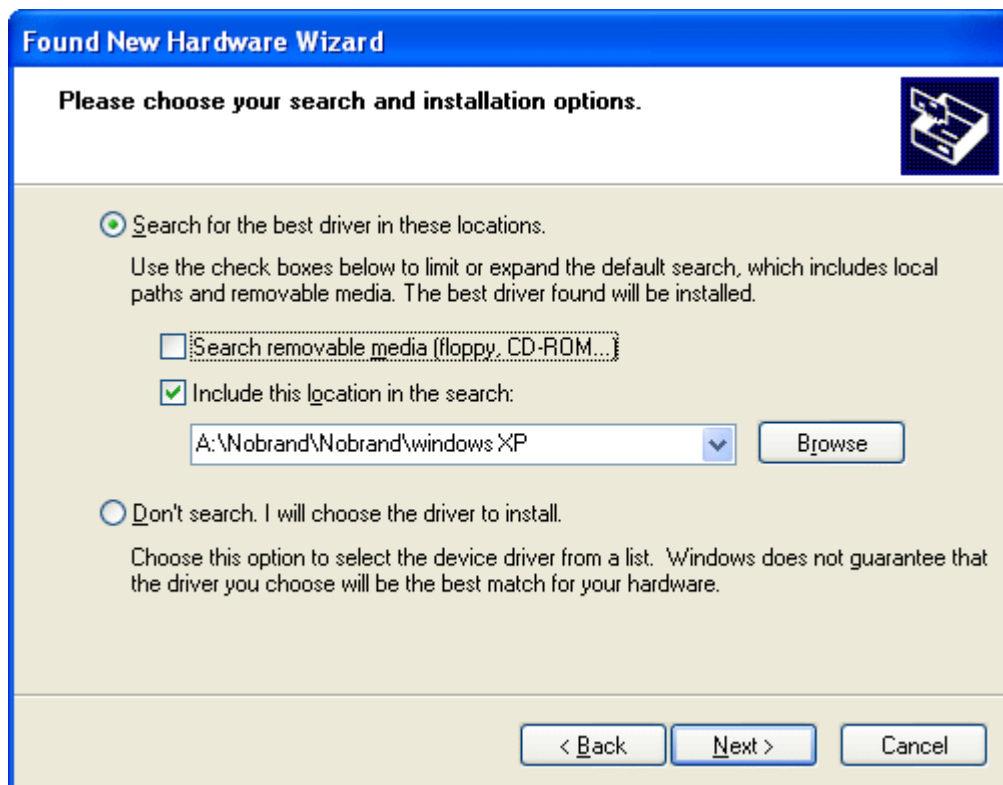 Found New Hardware Wizard
Please choose your search and installation options.
Search for the best driver in these locations.
Use the check boxes below to limit or expand the default search, which includes local
paths and removable media. The best driver found will be installed.
Search removable media (floppy, CD-ROM...)
Include this location in the search:
A:\Nobrand\Nobrand\windows XP
Browse
Don't search. I will choose the driver to install.
Choose this option to select the device driver from a list.  Windows does not guarantee that
the driver you choose will be the best match for your hardware.
< Back
Next >
Cancel